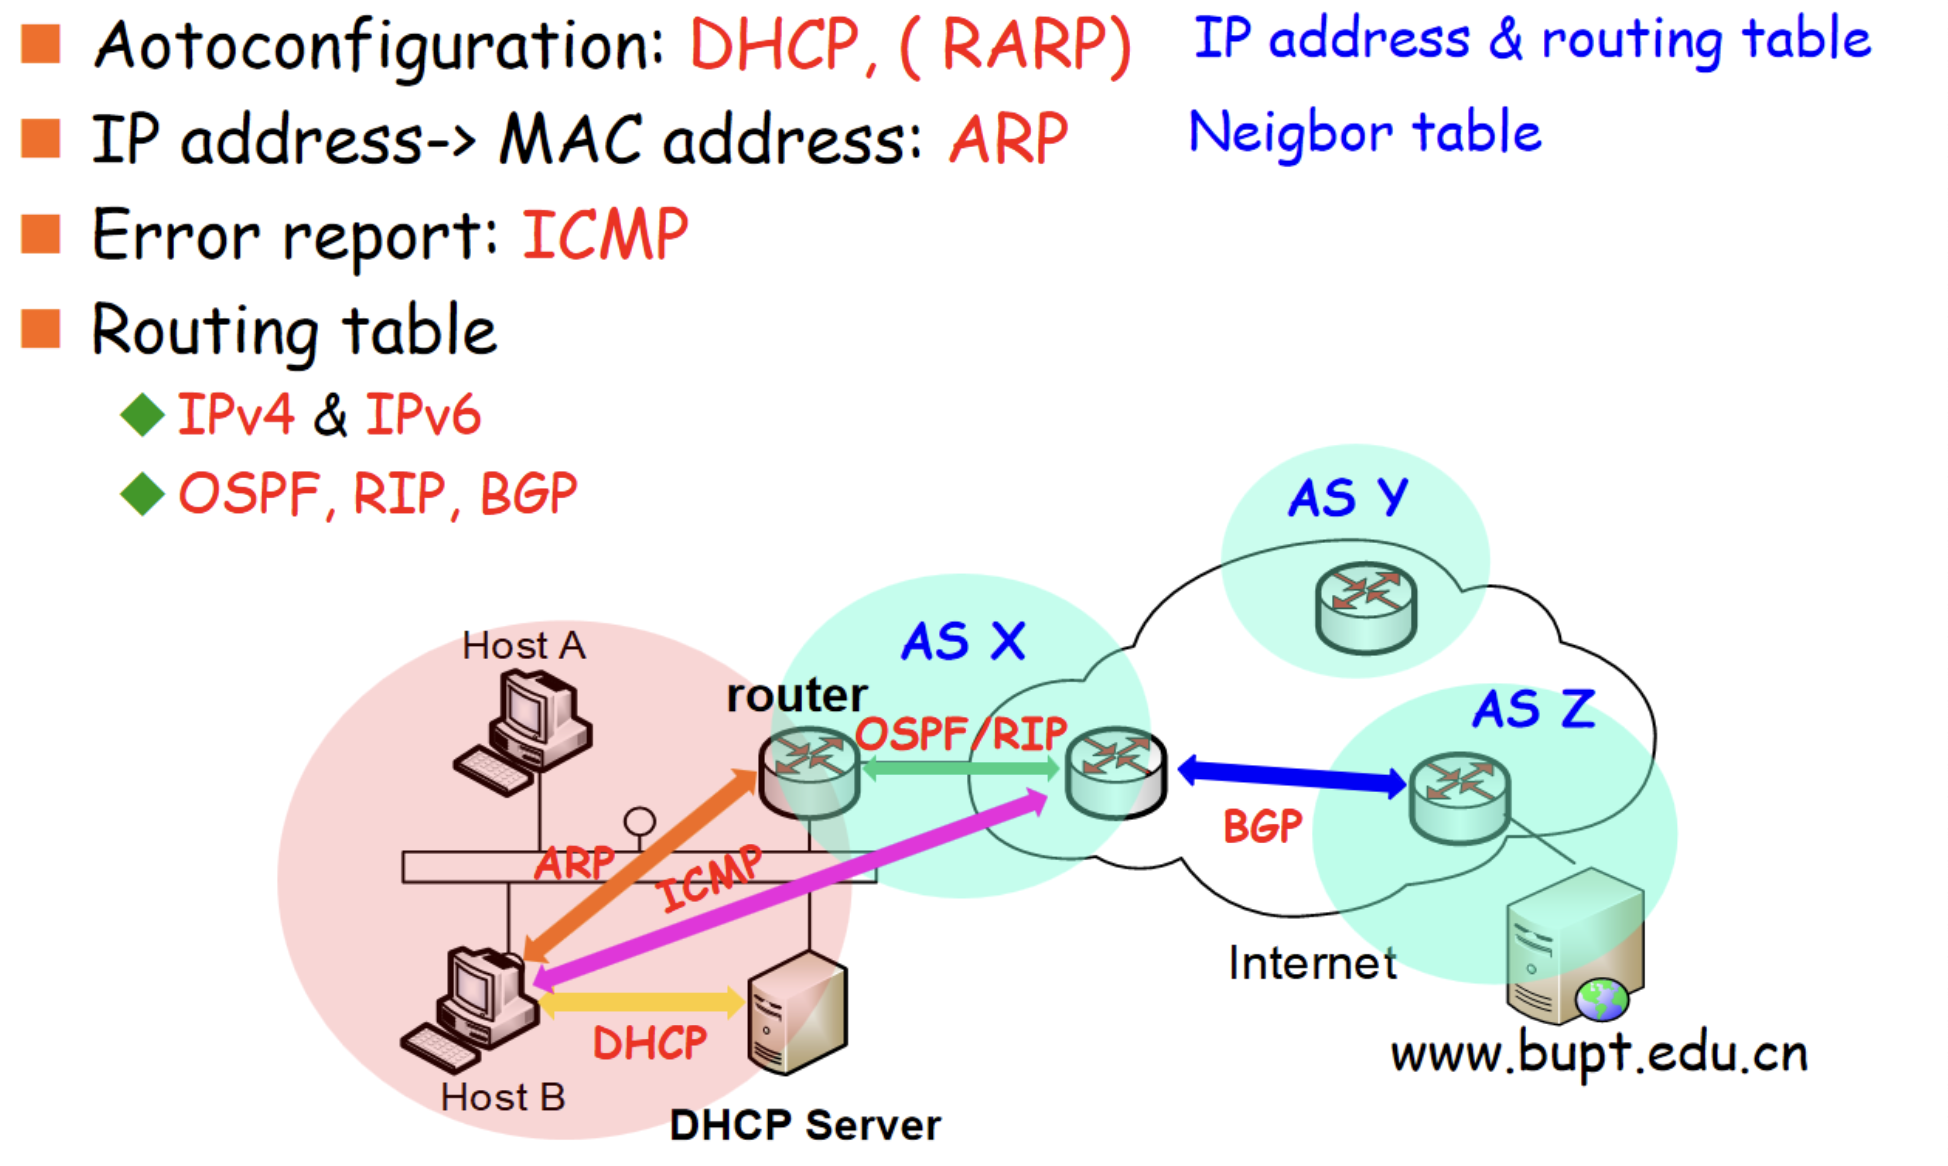 Aotoconfiguration: DHCP, ( RARP) IP address & routing table
IP address-> MAC address: ARP Neigbor table
Error report: ICMP
Routing table
IPv4 & IPv6
OSPF, RIP, BGP
AS Y
AS X
Host A
router
AS Z
OSPF/RIP
BGP
ARP
ICMP
Internet
DHCP
www.bupt.edu.cn
Host B
DHCP Server